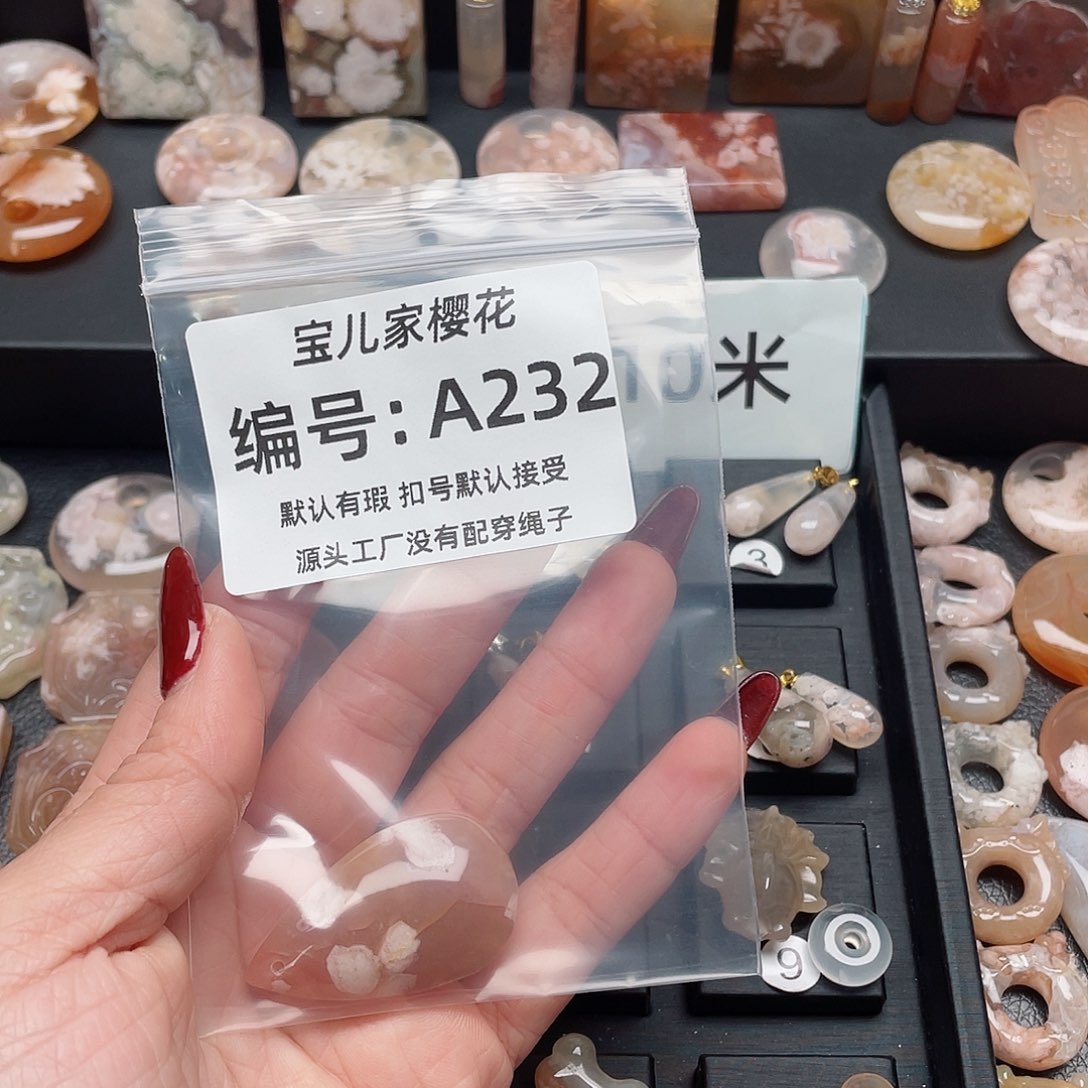 宝儿家樱花
编号：A232
默认有瑕 扣号默认接受
源头工厂没有配穿绳子
米
3
9